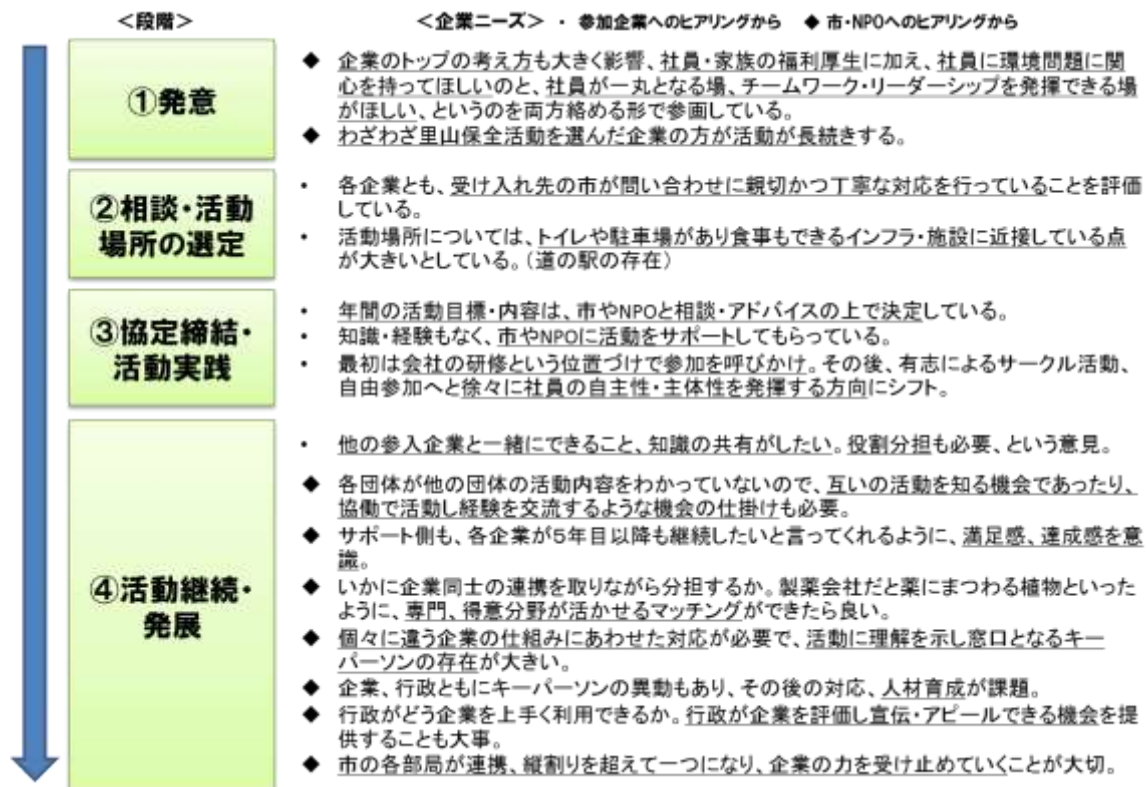 ＜段階＞
＜企業ニーズ＞ ・ 参加企業へのヒアリングから ◆ 市・NPOへのヒアリングから
①発意
◆ 企業のトップの考え方も大きく影響、社員・家族の福利厚生に加え、社員に環境問題に関
心を持ってほしいのと、社員が一丸となる場、チームワーク・リーダーシップを発揮できる場
がほしい、というのを両方絡める形で参画している。
◆ わざわざ里山保全活動を選んだ企業の方が活動が長続きする。
②相談・活動
場所の選定
・ 各企業とも、受け入れ先の市が問い合わせに親切かつ丁寧な対応を行っていることを評価
している。
・ 活動場所については、トイレや駐車場があり食事もできるインフラ・施設に近接している点
が大きいとしている。（道の駅の存在）
③協定締結・
活動実践
・ 年間の活動目標・内容は、市やNPOと相談・アドバイスの上で決定している。
・ 知識・経験もなく、市やNPOに活動をサポートしてもらっている。
・ 最初は会社の研修という位置づけで参加を呼びかけ。その後、有志によるサークル活動、
自由参加へと徐々に社員の自主性・主体性を発揮する方向にシフト。
④活動継続・
発展
・ 他の参入企業と一緒にできること、知識の共有がしたい。役割分担も必要、という意見。
◆ 各団体が他の団体の活動内容をわかっていないので、互いの活動を知る機会であったり、
協働で活動し経験を交流するような機会の仕掛けも必要。
◆ サポート側も、各企業が5年目以降も継続したいと言ってくれるように、満足感、達成感を意
識。
◆ いかに企業同士の連携を取りながら分担するか。製薬会社だと薬にまつわる植物といった
ように、専門、得意分野が活かせるマッチングができたら良い。
◆ 個々に違う企業の仕組みにあわせた対応が必要で、活動に理解を示し窓口となるキー
パーソンの存在が大きい。
◆ 企業、行政ともにキーパーソンの異動もあり、その後の対応、人材育成が課題。
◆ 行政がどう企業を上手く利用できるか。行政が企業を評価し宣伝・アピールできる機会を提
供することも大事。
◆ 市の各部局が連携、縦割りを超えて一つになり、企業の力を受け止めていくことが大切。